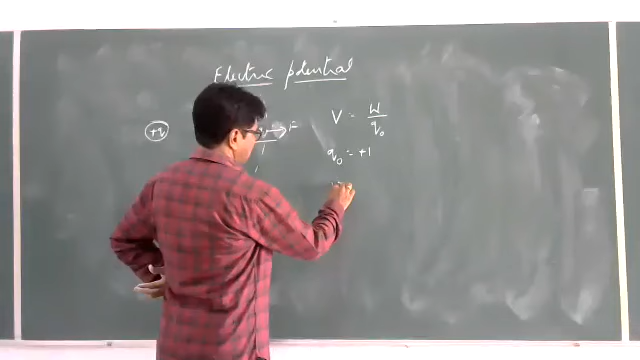 Electric potential
V = W/q₀
+q
F
q₀ = +1